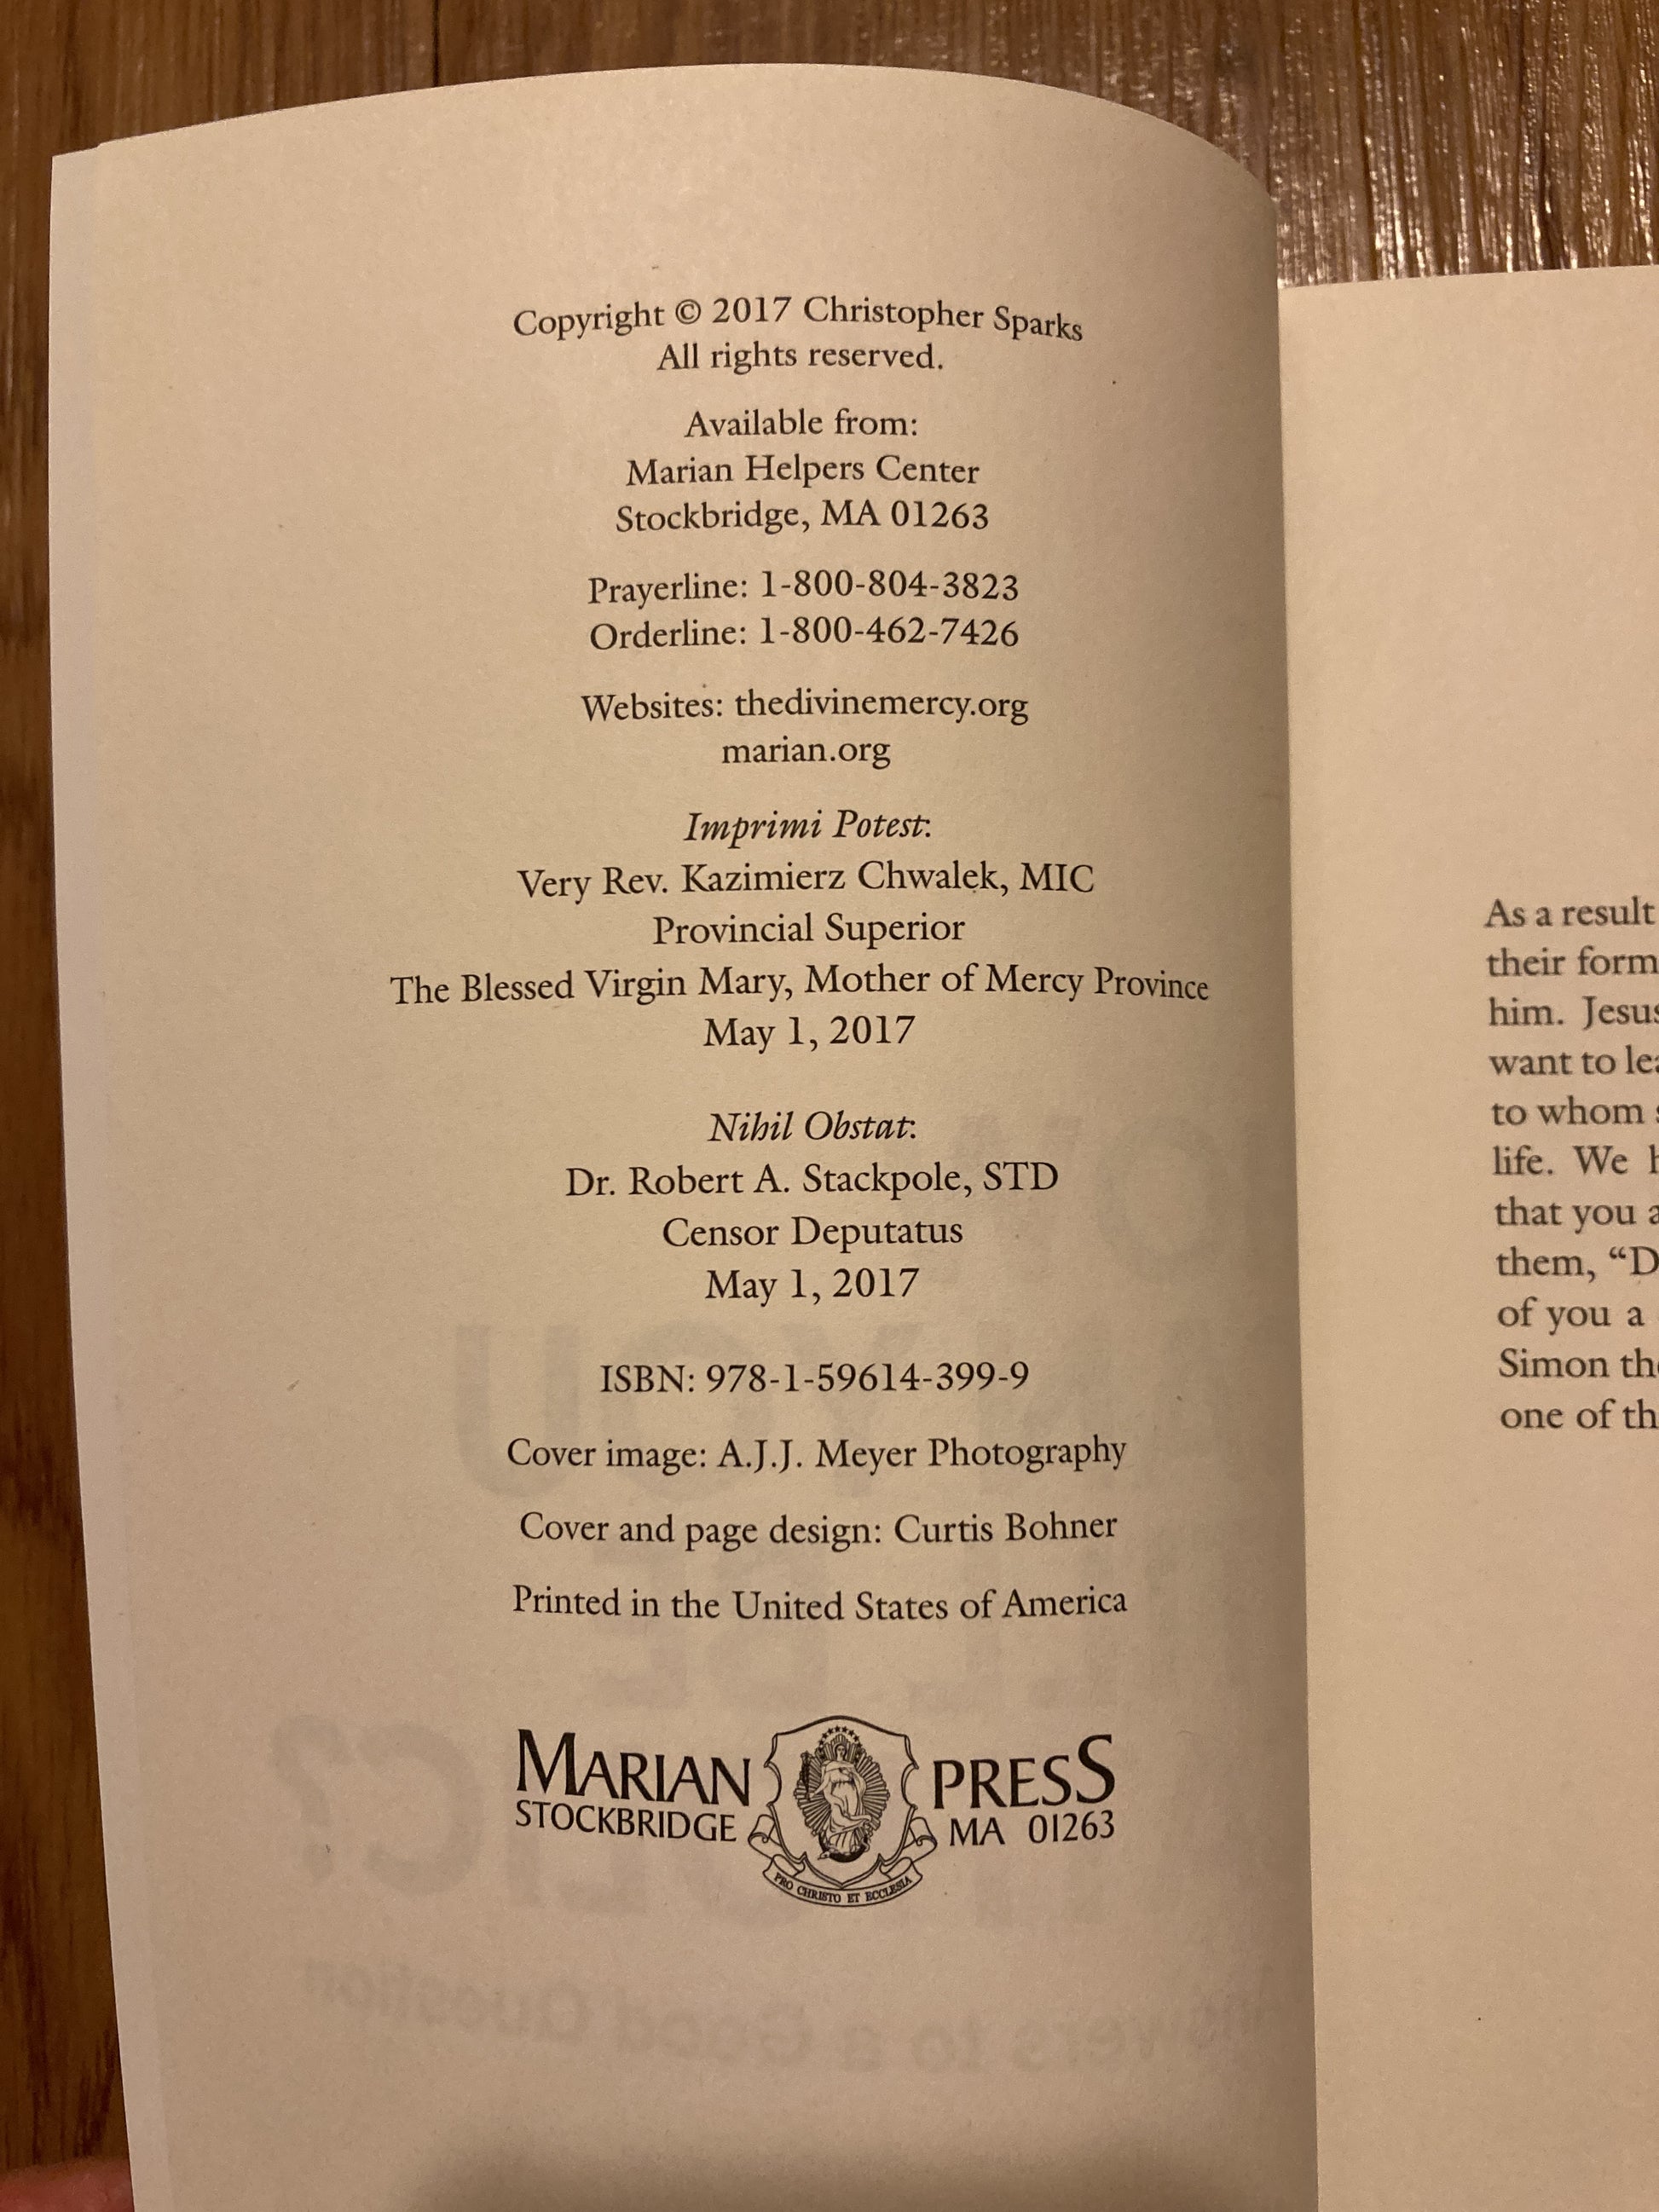 Copyright © 2017 Christopher Sparks
All rights reserved.
Available from:
Marian Helpers Center
Stockbridge, MA 01263
Prayerline: 1-800-804-3823
Orderline: 1-800-462-7426
Websites: thedivinemercy.org
marian.org
Imprimi Potest:
Very Rev. Kazimierz Chwalek, MIC
Provincial Superior
The Blessed Virgin Mary, Mother of Mercy Province
May 1, 2017
Nihil Obstat:
Dr. Robert A. Stackpole, STD
Censor Deputatus
May 1, 2017
ISBN: 978-1-59614-399-9
Cover image: A.J.J. Meyer Photography
Cover and page design: Curtis Bohner
Printed in the United States of America
MARIAN PRESS
STOCKBRIDGE MA 01263
PRO CHRISTO ET ECCLESIA
As a result
their form
him. Jesus
want to lea
to whom
life. We h
that you a
them, “D
of you a
Simon the
one of th